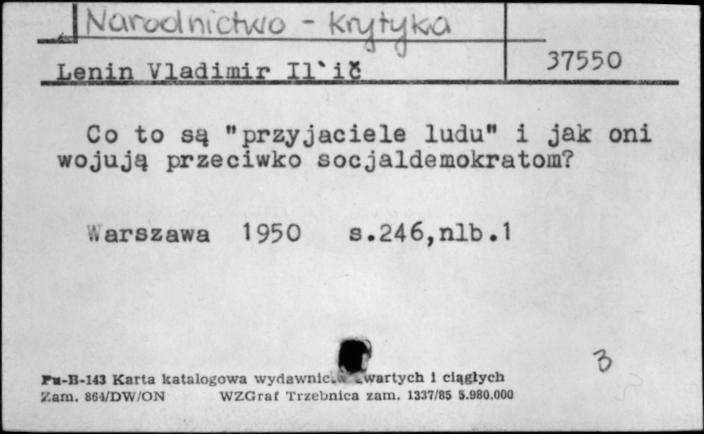 Narodnictwo - krytyka
Lenin Vladimir Il`ič 37550
Co to są "przyjaciele ludu" i jak oni
wojują przeciwko socjaldemokratom?
Warszawa 1950 s.246,nlb.1
3
Pu-B-143 Karta katalogowa wydawnictw zwartych i ciągłych
Zam. 864/DW/ON WZGraf Trzebnica zam. 1337/85 5.980.000